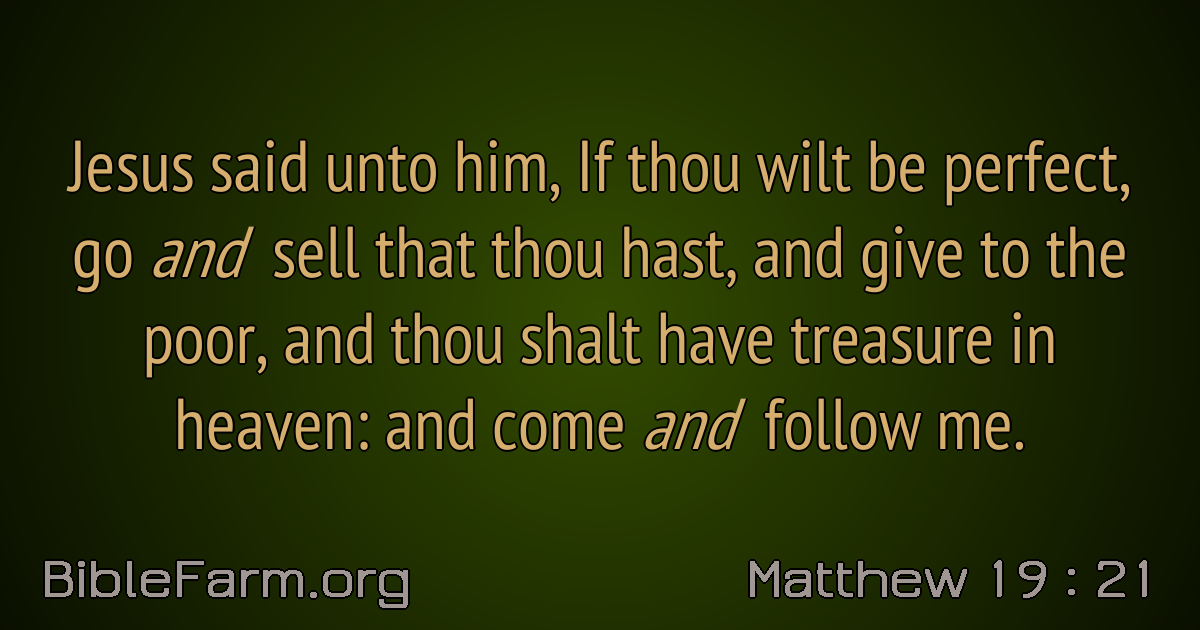 Jesus said unto him, If thou wilt be perfect,
go and sell that thou hast, and give to the
poor, and thou shalt have treasure in
heaven: and come and follow me.
BibleFarm.org
Matthew 19 : 21